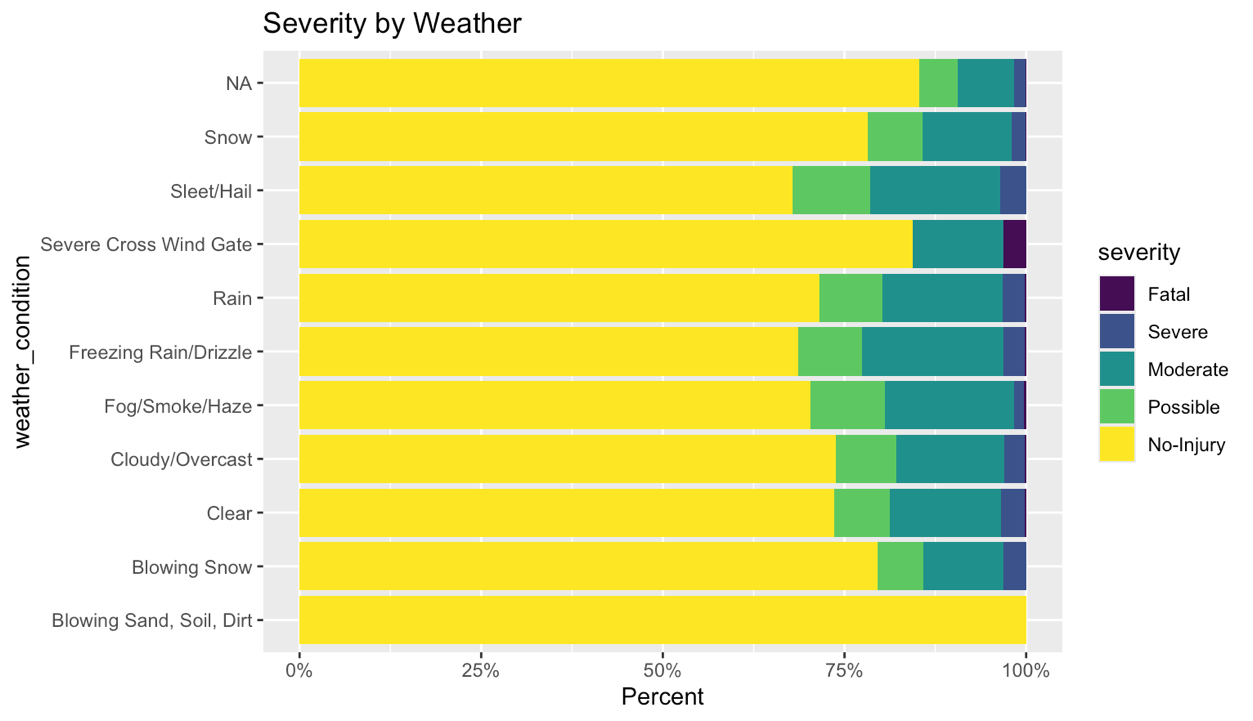 Severity by Weather
NA
Snow
Sleet/Hail
Severe Cross Wind Gate
Rain
Freezing Rain/Drizzle
Fog/Smoke/Haze
Cloudy/Overcast
Clear
Blowing Snow
Blowing Sand, Soil, Dirt
weather_condition
0%
25%
50%
75%
100%
Percent
severity
Fatal
Severe
Moderate
Possible
No-Injury